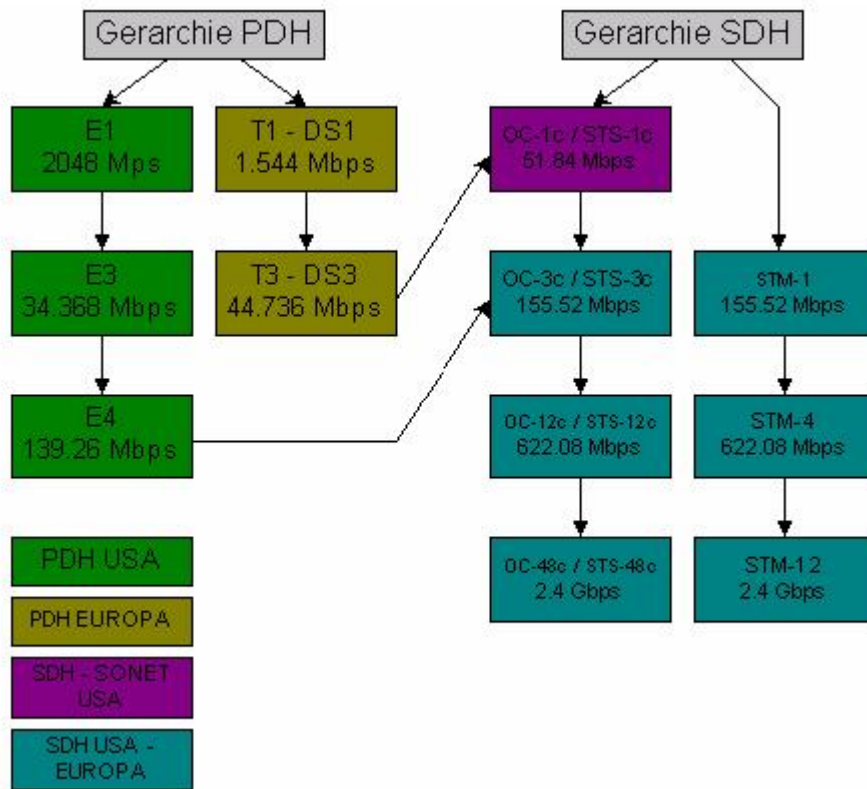 Gerarchie PDH
Gerarchie SDH
E1
2048 Mps
T1 - DS1
1.544 Mbps
OC-1c / STS-1c
51.84 Mbps
E3
34.368 Mbps
T3 - DS3
44.736 Mbps
OC-3c / STS-3c
155.52 Mbps
STM-1
155.52 Mbps
E4
139.26 Mbps
OC-12c / STS-12c
622.08 Mbps
STM-4
622.08 Mbps
OC-48c / STS-48c
2.4 Gbps
STM-12
2.4 Gbps
PDH USA
PDH EUROPA
SDH - SONET
USA
SDH USA -
EUROPA